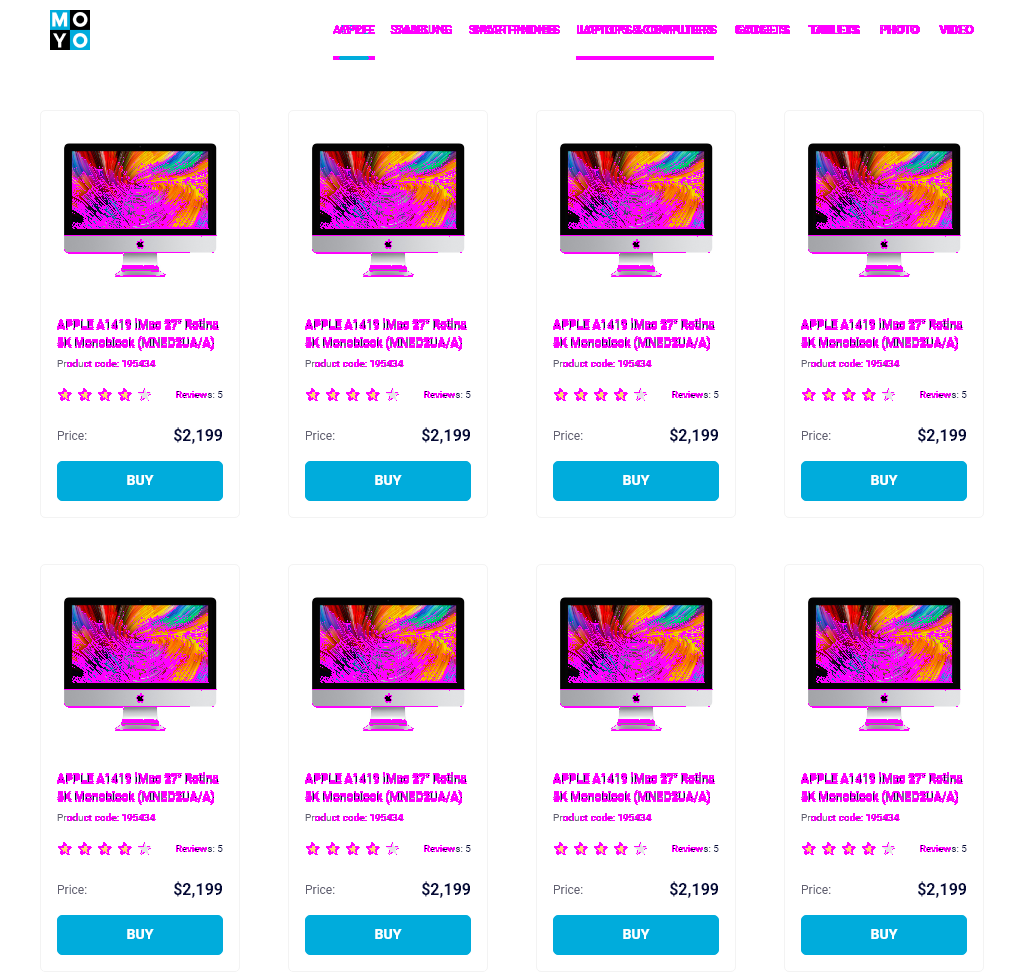 MO
YO
APPLE SAMSUNG SMARTPHONES LAPTOPS & COMPUTERS GADGETS TABLETS PHOTO VIDEO
APPLE A1419 iMac 27" Retina APPLE A1419 iMac 27" Retina APPLE A1419 iMac 27" Retina APPLE A1419 iMac 27" Retina
5K Monoblock (MNED2UA/A) 5K Monoblock (MNED2UA/A) 5K Monoblock (MNED2UA/A) 5K Monoblock (MNED2UA/A)
Product code: 195434 Product code: 195434 Product code: 195434 Product code: 195434
Reviews: 5 Reviews: 5 Reviews: 5 Reviews: 5
Price: $2,199 Price: $2,199 Price: $2,199 Price: $2,199
BUY BUY BUY BUY
APPLE A1419 iMac 27" Retina APPLE A1419 iMac 27" Retina APPLE A1419 iMac 27" Retina APPLE A1419 iMac 27" Retina
5K Monoblock (MNED2UA/A) 5K Monoblock (MNED2UA/A) 5K Monoblock (MNED2UA/A) 5K Monoblock (MNED2UA/A)
Product code: 195434 Product code: 195434 Product code: 195434 Product code: 195434
Reviews: 5 Reviews: 5 Reviews: 5 Reviews: 5
Price: $2,199 Price: $2,199 Price: $2,199 Price: $2,199
BUY BUY BUY BUY